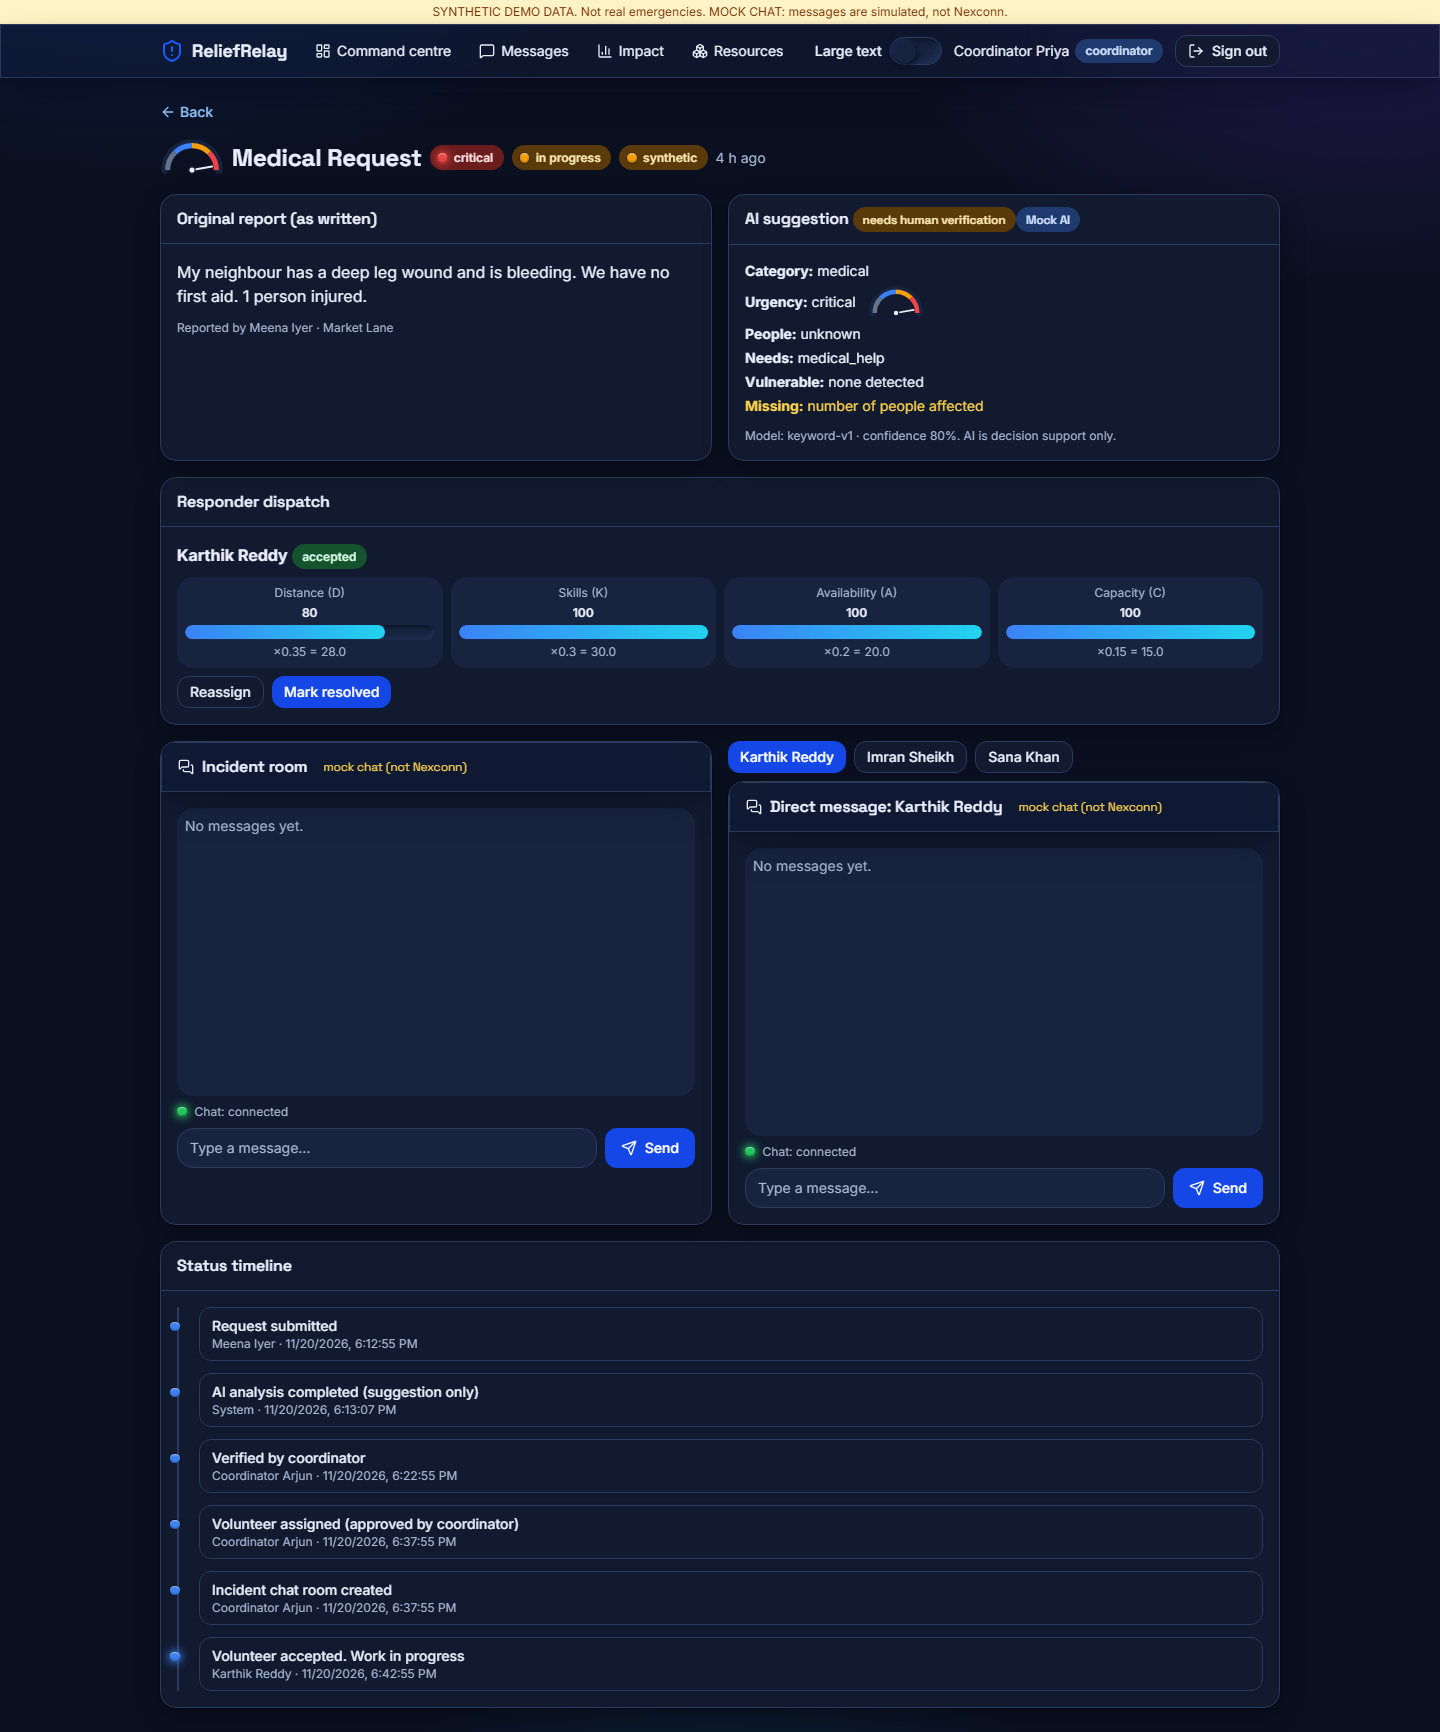 SYNTHETIC DEMO DATA. Not real emergencies. MOCK CHAT: messages are simulated, not Nexconn.
ReliefRelay
Command centre
Messages
Impact
Resources
Large text
Coordinator Priya
coordinator
Sign out
Back
Medical Request
critical
in progress
synthetic
4 h ago
Original report (as written)
My neighbour has a deep leg wound and is bleeding. We have no
first aid. 1 person injured.
Reported by Meena Iyer · Market Lane
AI suggestion
needs human verification
Mock AI
Category: medical
Urgency: critical
People: unknown
Needs: medical_help
Vulnerable: none detected
Missing: number of people affected
Model: keyword-v1 · confidence 80%. AI is decision support only.
Responder dispatch
Karthik Reddy
accepted
Distance (D)
80
×0.35 = 28.0
Skills (K)
100
×0.3 = 30.0
Availability (A)
100
×0.2 = 20.0
Capacity (C)
100
×0.15 = 15.0
Reassign
Mark resolved
Incident room
mock chat (not Nexconn)
No messages yet.
Chat: connected
Type a message...
Send
Karthik Reddy
Imran Sheikh
Sana Khan
Direct message: Karthik Reddy
mock chat (not Nexconn)
No messages yet.
Chat: connected
Type a message...
Send
Status timeline
Request submitted
Meena Iyer · 11/20/2026, 6:12:55 PM
AI analysis completed (suggestion only)
System · 11/20/2026, 6:13:07 PM
Verified by coordinator
Coordinator Arjun · 11/20/2026, 6:22:55 PM
Volunteer assigned (approved by coordinator)
Coordinator Arjun · 11/20/2026, 6:37:55 PM
Incident chat room created
Coordinator Arjun · 11/20/2026, 6:37:55 PM
Volunteer accepted. Work in progress
Karthik Reddy · 11/20/2026, 6:42:55 PM